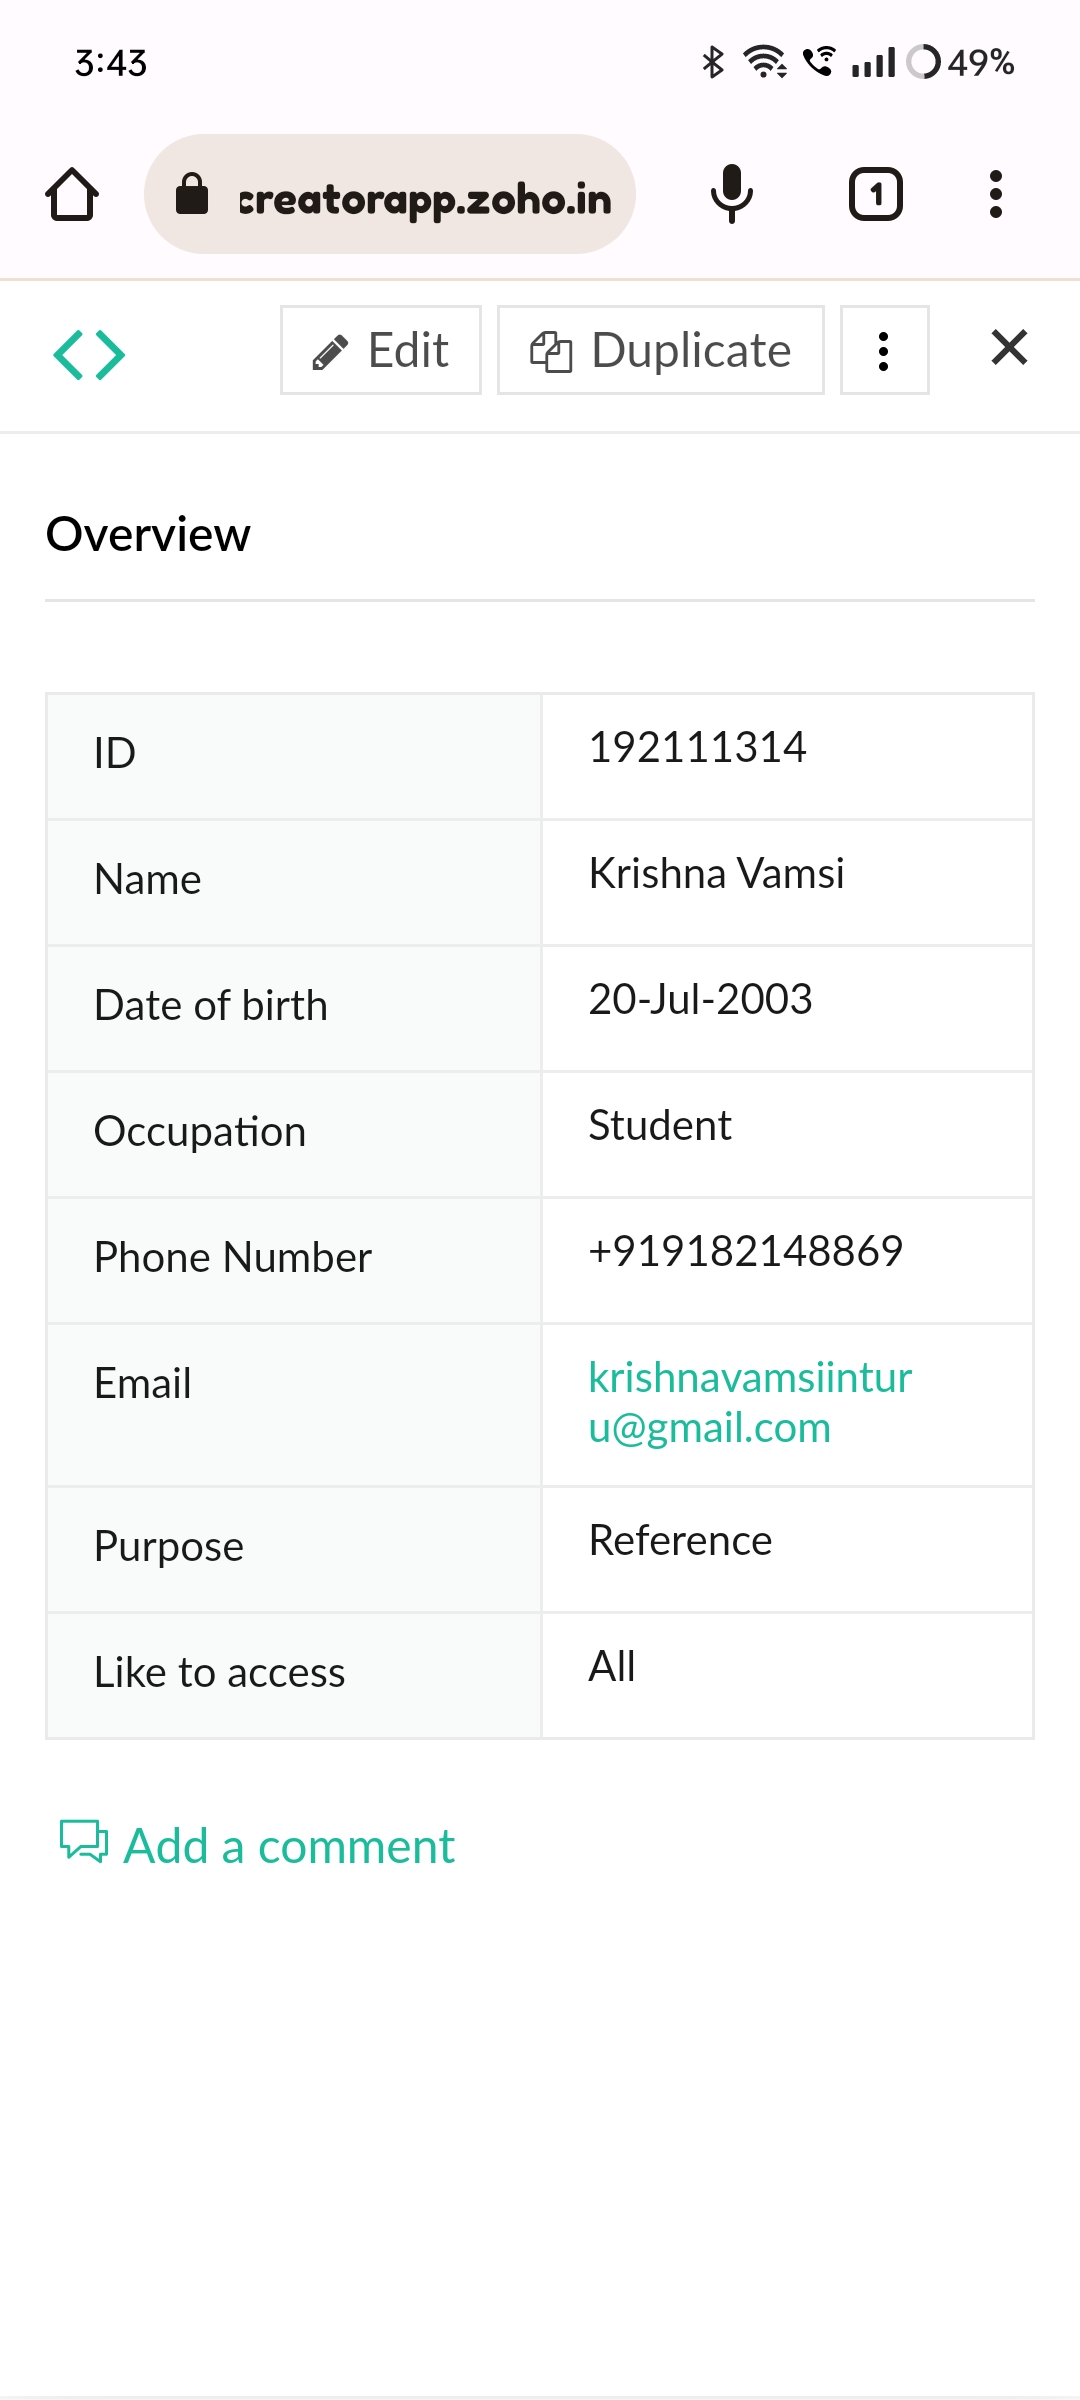 3:43
49%
creatorapp.zoho.in
1
Edit
Duplicate
Overview
ID
192111314
Name
Krishna Vamsi
Date of birth
20-Jul-2003
Occupation
Student
Phone Number
+919182148869
Email
krishnavamsiintur
u@gmail.com
Purpose
Reference
Like to access
All
Add a comment